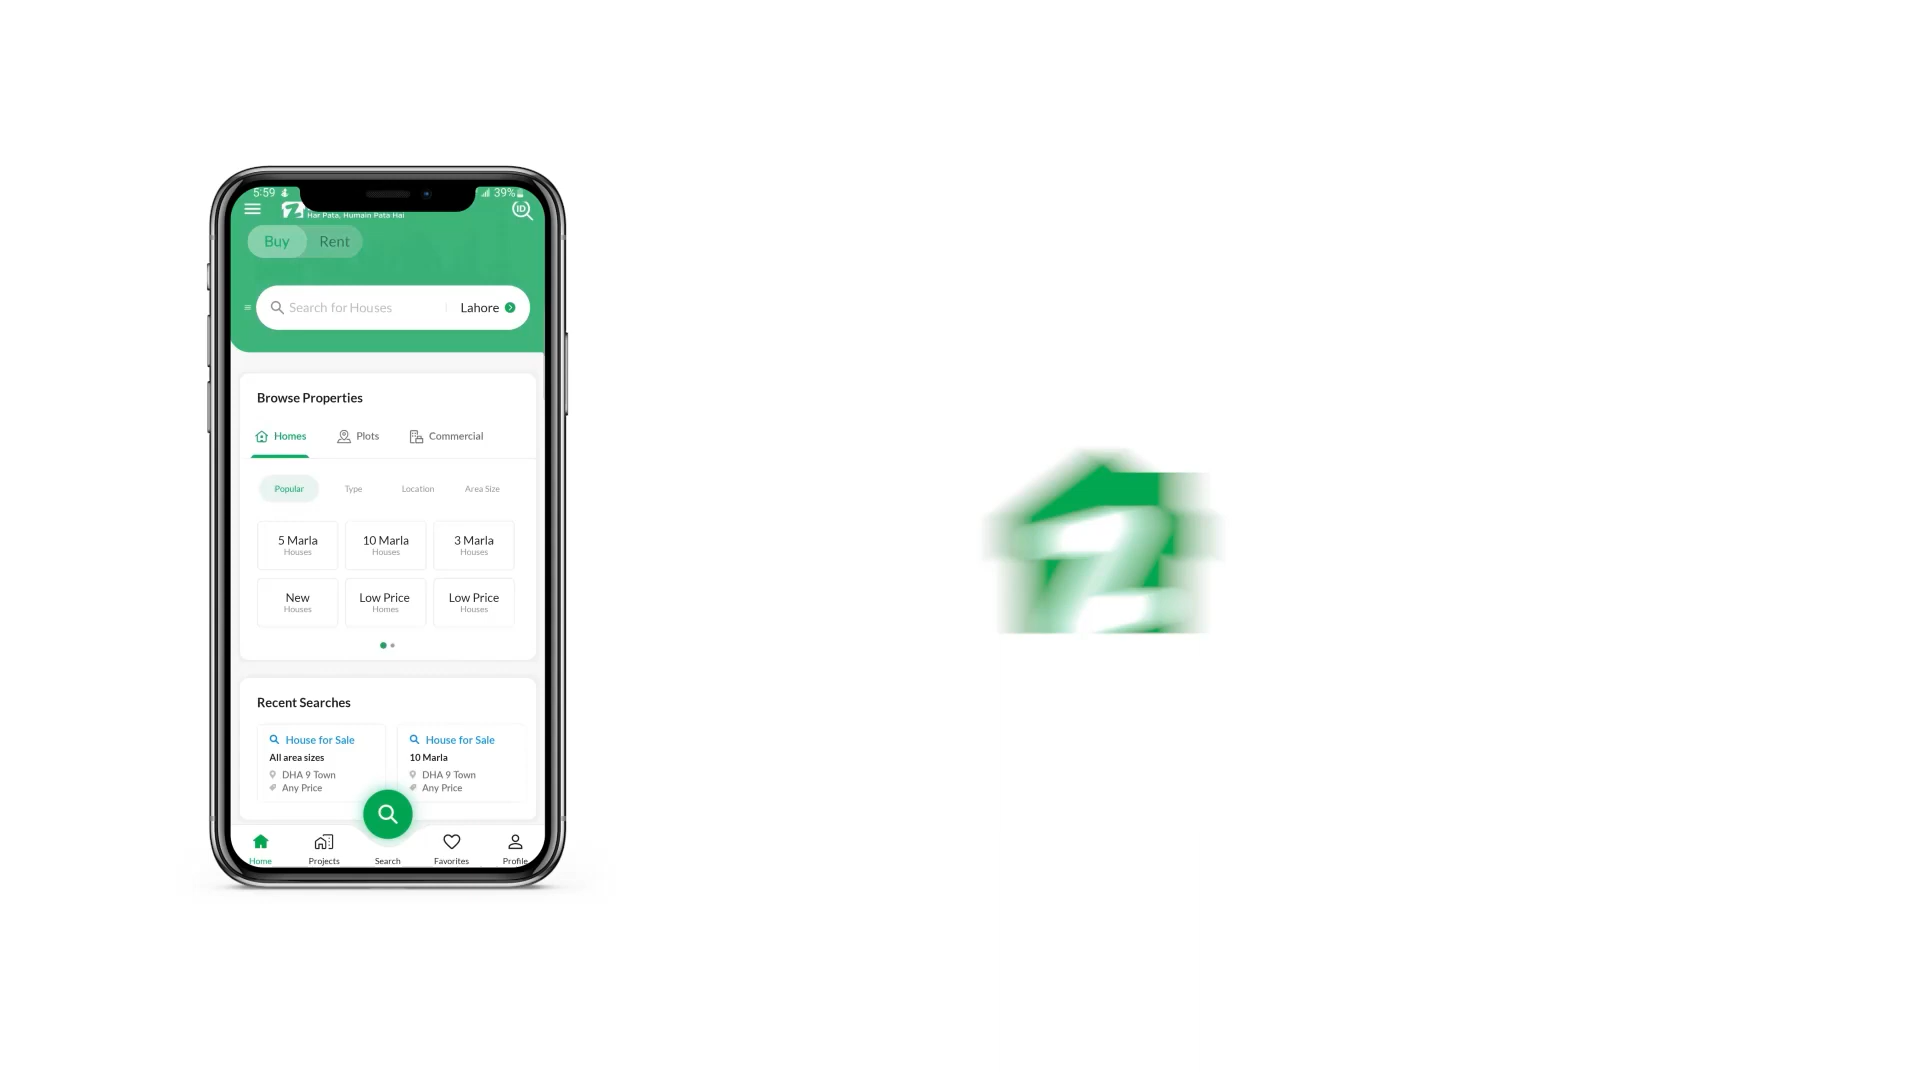 5:59
39%
Har Pata, Humain Pata Hai
ID
Buy Rent
Search for Houses Lahore
Browse Properties
Homes Plots Commercial
Popular Type Location Area Size
5 Marla 10 Marla 3 Marla
Houses Houses Houses
New Low Price Low Price
Houses Homes Houses
Recent Searches
House for Sale House for Sale
All area sizes 10 Marla
DHA 9 Town DHA 9 Town
Any Price Any Price
Home Projects Search Favorites Profile
Z